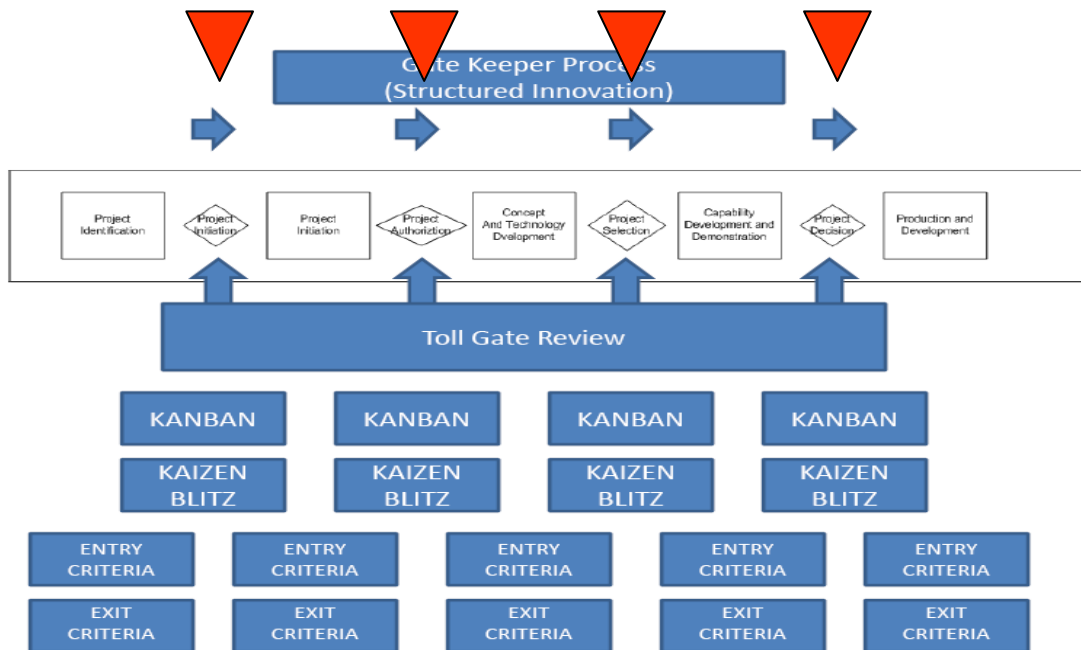 Gate Keeper Process
(Structured Innovation)
Project
Identification
Project
Initiation
Project
Initiation
Project
Authoriztion
Concept
And Technology
Dvelopment
Project
Selection
Capability
Development and
Demonstration
Project
Decision
Production and
Development
Toll Gate Review
KANBAN
KANBAN
KANBAN
KANBAN
KAIZEN
BLITZ
KAIZEN
BLITZ
KAIZEN
BLITZ
KAIZEN
BLITZ
ENTRY
CRITERIA
ENTRY
CRITERIA
ENTRY
CRITERIA
ENTRY
CRITERIA
ENTRY
CRITERIA
EXIT
CRITERIA
EXIT
CRITERIA
EXIT
CRITERIA
EXIT
CRITERIA
EXIT
CRITERIA